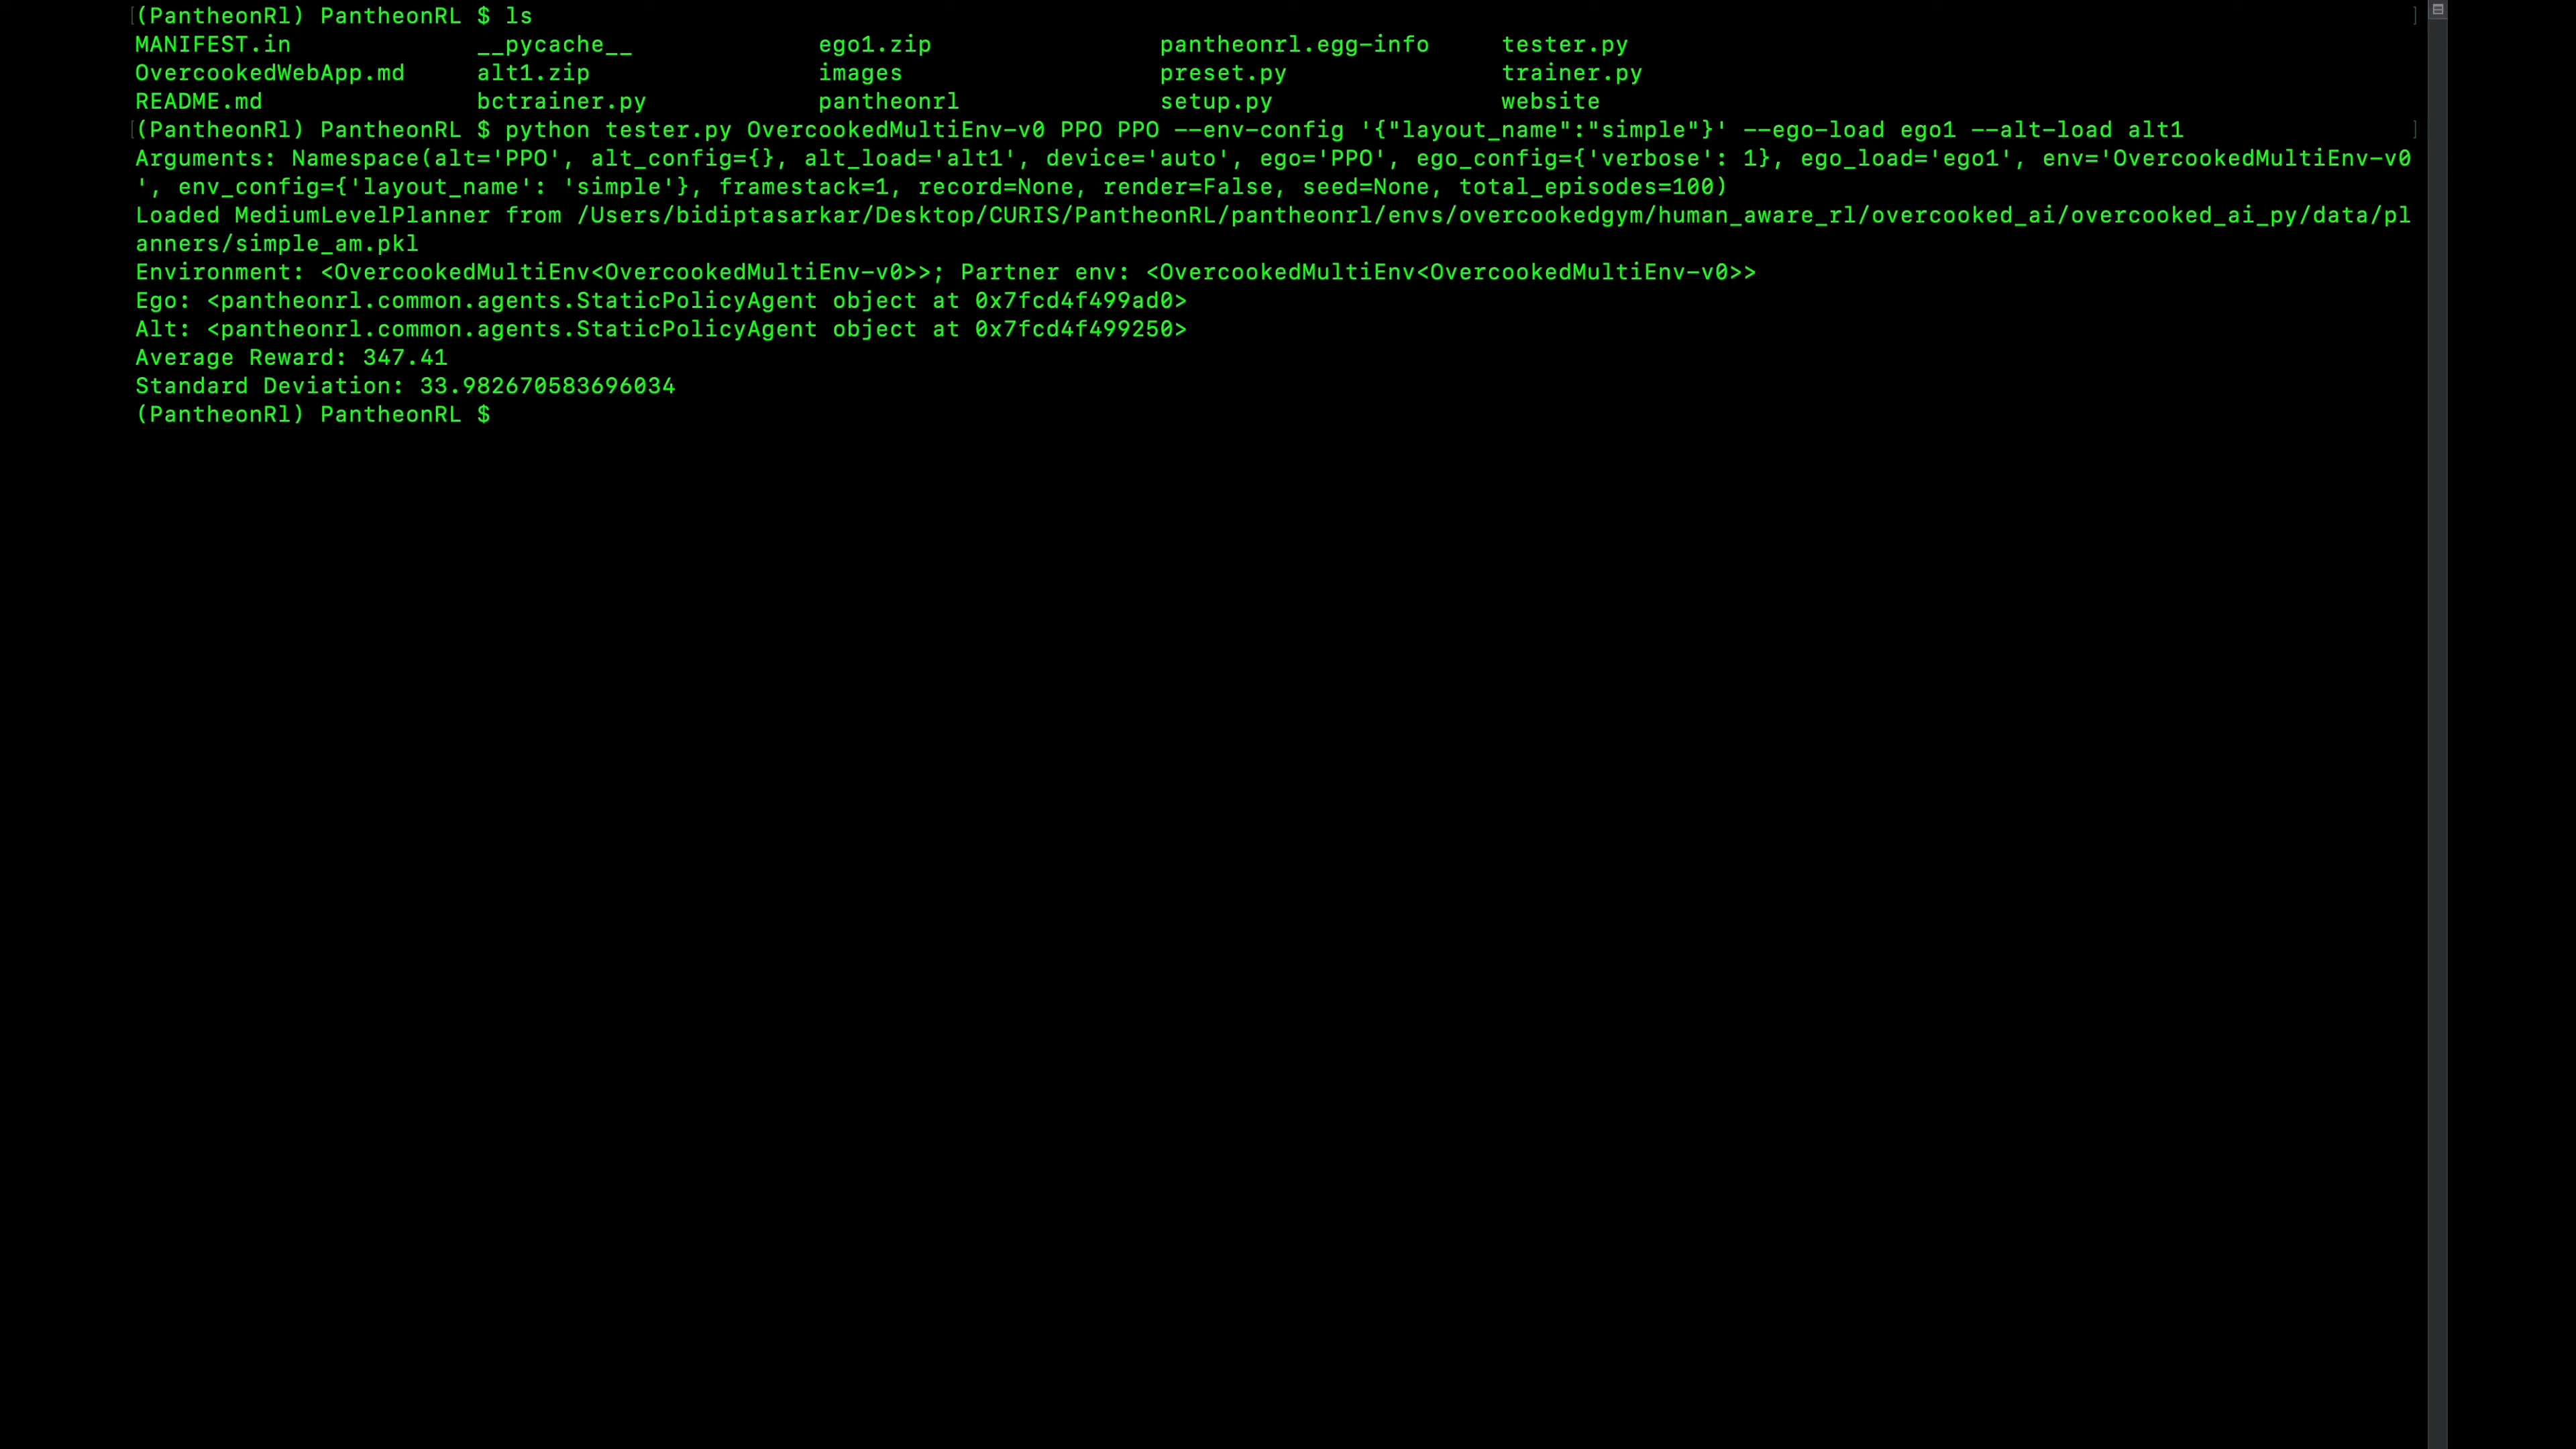 (PantheonRl) PantheonRL $ ls
MANIFEST.in __pycache__ ego1.zip pantheonrl.egg-info tester.py
OvercookedWebApp.md alt1.zip images preset.py trainer.py
README.md bctrainer.py pantheonrl setup.py website
(PantheonRl) PantheonRL $ python tester.py OvercookedMultiEnv-v0 PPO PPO --env-config '{"layout_name":"simple"}' --ego-load ego1 --alt-load alt1
Arguments: Namespace(alt='PPO', alt_config={}, alt_load='alt1', device='auto', ego='PPO', ego_config={'verbose': 1}, ego_load='ego1', env='OvercookedMultiEnv-v0
', env_config={'layout_name': 'simple'}, framestack=1, record=None, render=False, seed=None, total_episodes=100)
Loaded MediumLevelPlanner from /Users/bidiptasarkar/Desktop/CURIS/PantheonRL/pantheonrl/envs/overcookedgym/human_aware_rl/overcooked_ai/overcooked_ai_py/data/pl
anners/simple_am.pkl
Environment: <OvercookedMultiEnv<OvercookedMultiEnv-v0>>; Partner env: <OvercookedMultiEnv<OvercookedMultiEnv-v0>>
Ego: <pantheonrl.common.agents.StaticPolicyAgent object at 0x7fcd4f499ad0>
Alt: <pantheonrl.common.agents.StaticPolicyAgent object at 0x7fcd4f499250>
Average Reward: 347.41
Standard Deviation: 33.982670583696034
(PantheonRl) PantheonRL $